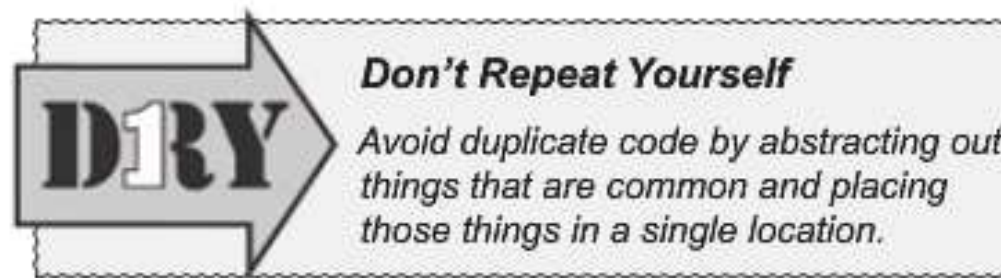 D1RY
Don't Repeat Yourself
Avoid duplicate code by abstracting out
things that are common and placing
those things in a single location.